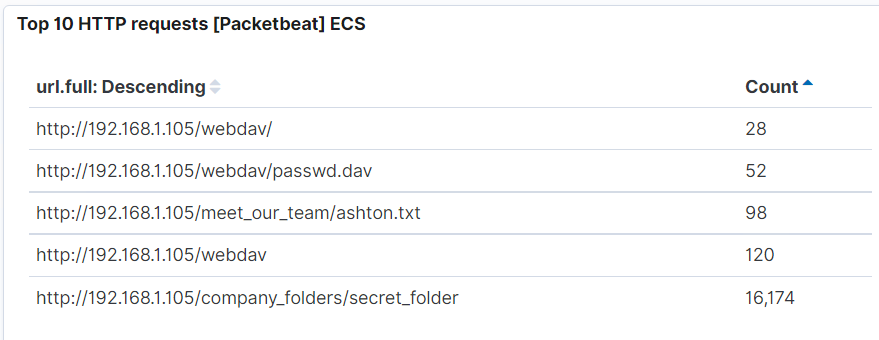 Top 10 HTTP requests [Packetbeat] ECS
url.full: Descending Count
http://192.168.1.105/webdav/ 28
http://192.168.1.105/webdav/passwd.dav 52
http://192.168.1.105/meet_our_team/ashton.txt 98
http://192.168.1.105/webdav 120
http://192.168.1.105/company_folders/secret_folder 16,174